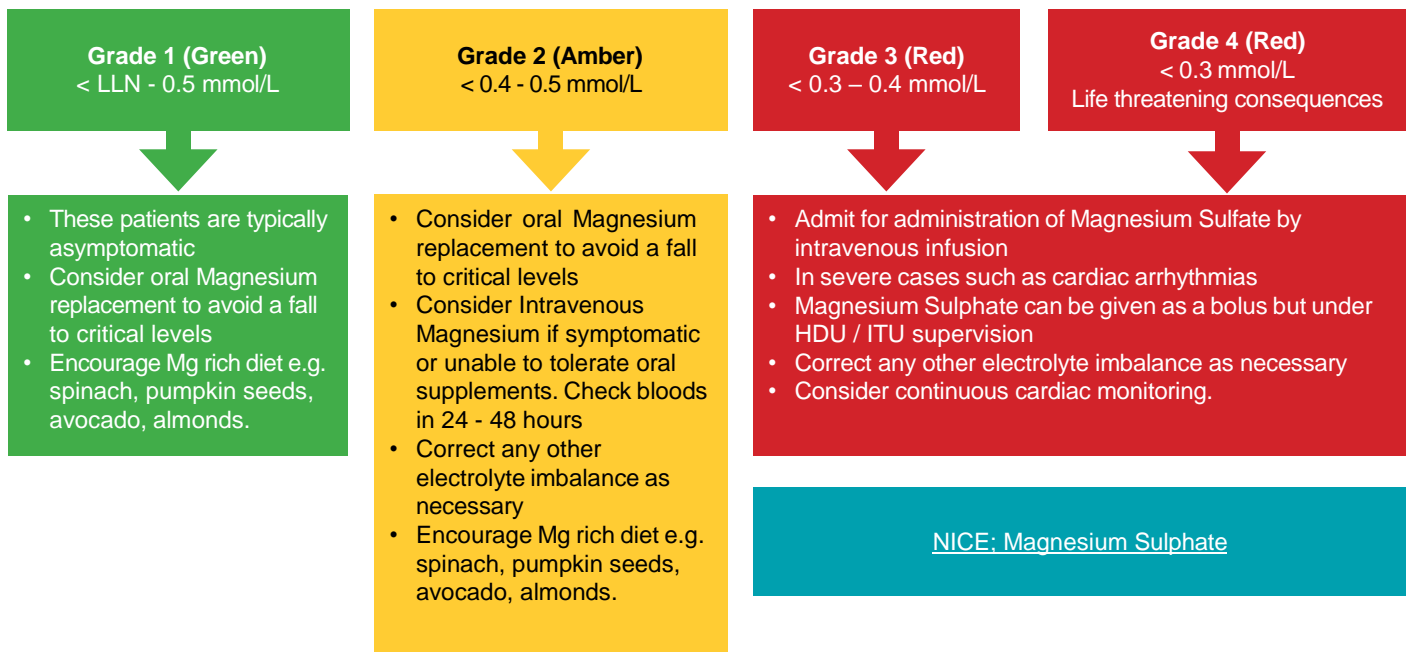 Grade 1 (Green)
< LLN - 0.5 mmol/L
Grade 2 (Amber)
< 0.4 - 0.5 mmol/L
Grade 3 (Red)
< 0.3 – 0.4 mmol/L
Grade 4 (Red)
< 0.3 mmol/L
Life threatening consequences
• These patients are typically
asymptomatic
• Consider oral Magnesium
replacement to avoid a fall
to critical levels
• Encourage Mg rich diet e.g.
spinach, pumpkin seeds,
avocado, almonds.
• Consider oral Magnesium
replacement to avoid a fall
to critical levels
• Consider Intravenous
Magnesium if symptomatic
or unable to tolerate oral
supplements. Check bloods
in 24 - 48 hours
• Correct any other
electrolyte imbalance as
necessary
• Encourage Mg rich diet e.g.
spinach, pumpkin seeds,
avocado, almonds.
• Admit for administration of Magnesium Sulfate by
intravenous infusion
• In severe cases such as cardiac arrhythmias
• Magnesium Sulphate can be given as a bolus but under
HDU / ITU supervision
• Correct any other electrolyte imbalance as necessary
• Consider continuous cardiac monitoring.
NICE; Magnesium Sulphate